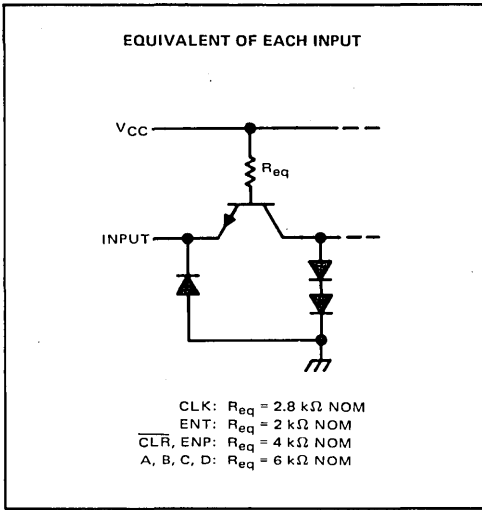 EQUIVALENT OF EACH INPUT
VCC
Req
INPUT
CLK: Req = 2.8 kΩ NOM
ENT: Req = 2 kΩ NOM
C̅L̅R̅, ENP: Req = 4 kΩ NOM
A, B, C, D: Req = 6 kΩ NOM